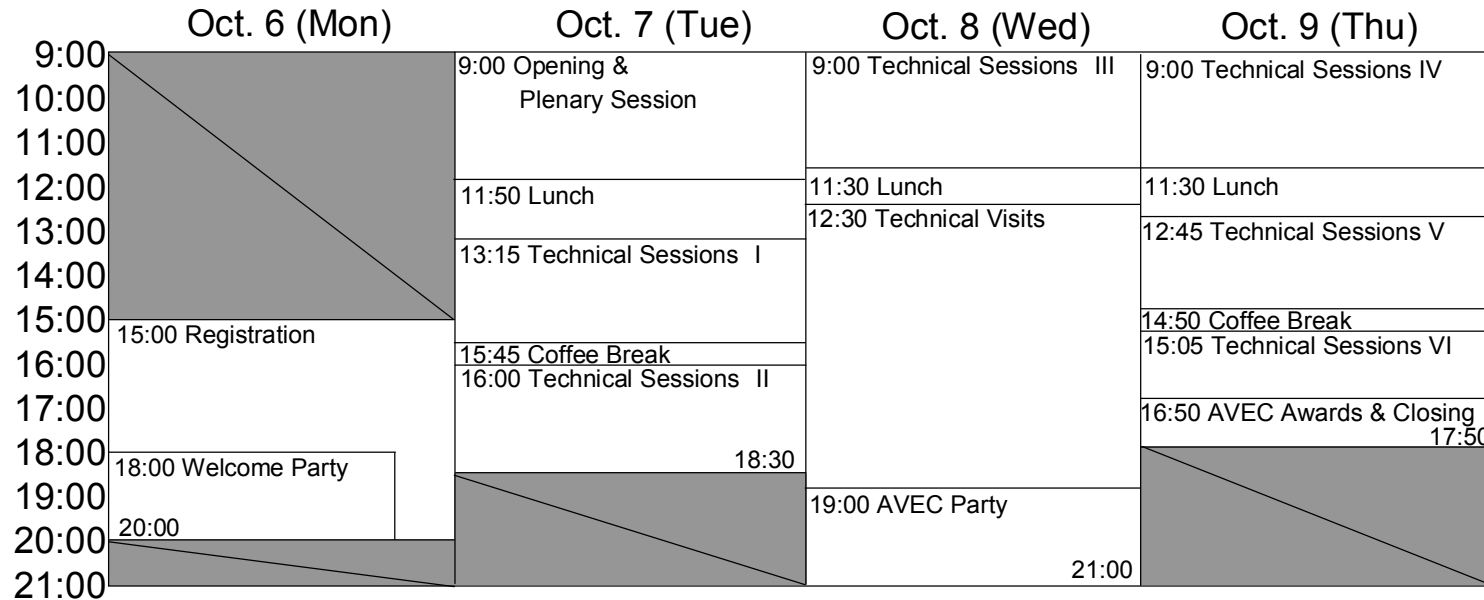 Oct. 6 (Mon)
Oct. 7 (Tue)
Oct. 8 (Wed)
Oct. 9 (Thu)
9:00
10:00
11:00
12:00
13:00
14:00
15:00
16:00
17:00
18:00
19:00
20:00
21:00
15:00 Registration
18:00 Welcome Party
20:00
9:00 Opening &
Plenary Session
11:50 Lunch
13:15 Technical Sessions I
15:45 Coffee Break
16:00 Technical Sessions II
18:30
9:00 Technical Sessions III
11:30 Lunch
12:30 Technical Visits
19:00 AVEC Party
21:00
9:00 Technical Sessions IV
11:30 Lunch
12:45 Technical Sessions V
14:50 Coffee Break
15:05 Technical Sessions VI
16:50 AVEC Awards & Closing
17:50